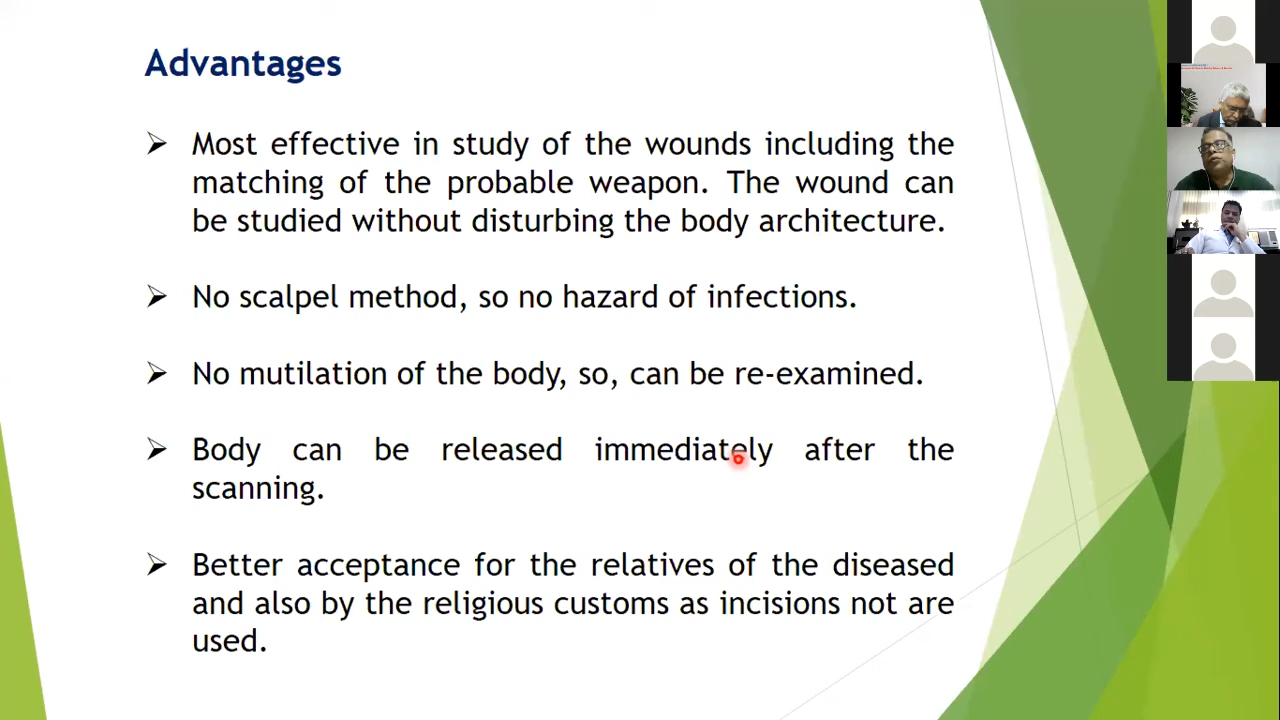 Advantages
Most effective in study of the wounds including the
matching of the probable weapon. The wound can
be studied without disturbing the body architecture.
No scalpel method, so no hazard of infections.
No mutilation of the body, so, can be re-examined.
Body can be released immediately after the
scanning.
Better acceptance for the relatives of the diseased
and also by the religious customs as incisions not are
used.